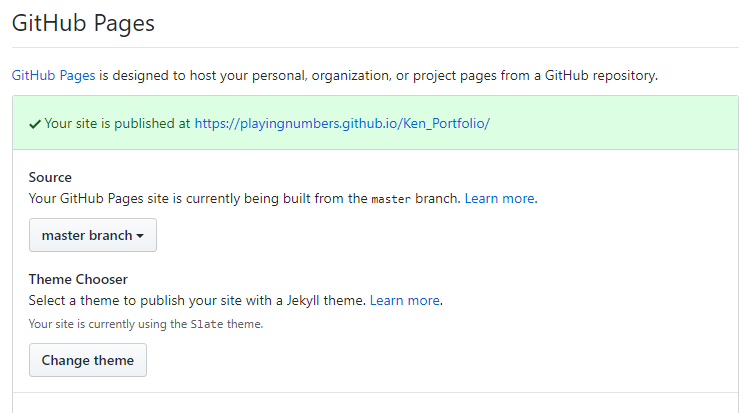 GitHub Pages
GitHub Pages is designed to host your personal, organization, or project pages from a GitHub repository.
✓ Your site is published at https://playingnumbers.github.io/Ken_Portfolio/
Source
Your GitHub Pages site is currently being built from the master branch. Learn more.
master branch
Theme Chooser
Select a theme to publish your site with a Jekyll theme. Learn more.
Your site is currently using the Slate theme.
Change theme